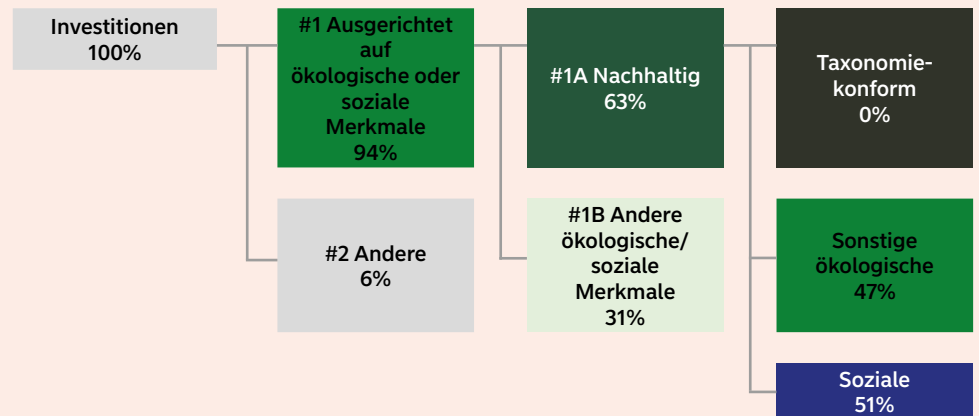 Investitionen
100%
#1 Ausgerichtet
auf
ökologische oder
soziale
Merkmale
94%
#1A Nachhaltig
63%
Taxonomie-
konform
0%
#2 Andere
6%
#1B Andere
ökologische/
soziale
Merkmale
31%
Sonstige
ökologische
47%
Soziale
51%